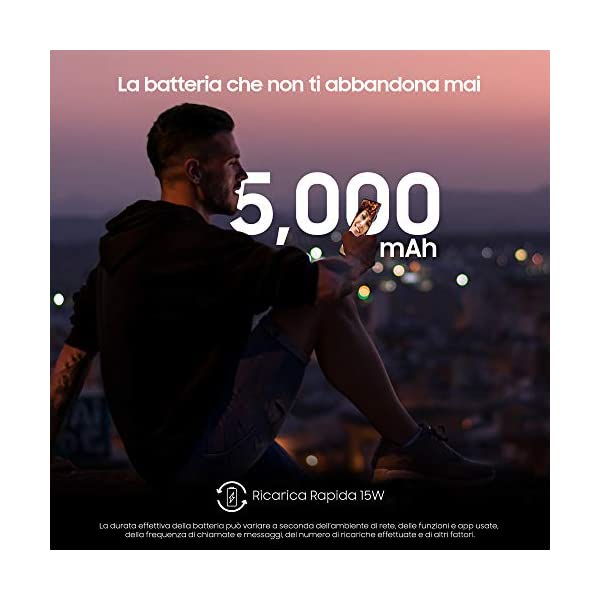 La batteria che non ti abbandona mai
5,000
mAh
Ricarica Rapida 15W
La durata effettiva della batteria può variare a seconda dell'ambiente di rete, delle funzioni e app usate,
della frequenza di chiamate e messaggi, del numero di ricariche effettuate e di altri fattori.